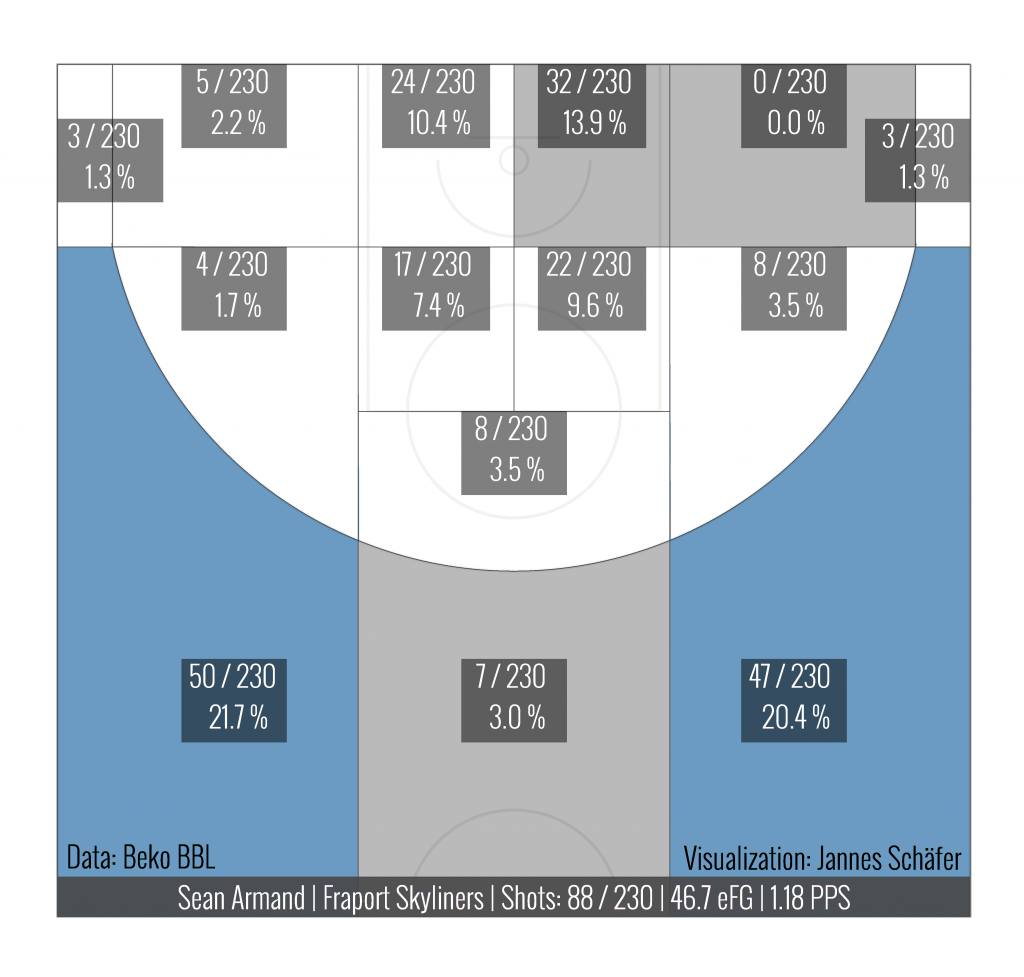 5 / 230
2.2 %
24 / 230
10.4 %
32 / 230
13.9 %
0 / 230
0.0 %
3 / 230
1.3 %
3 / 230
1.3 %
4 / 230
1.7 %
17 / 230
7.4 %
22 / 230
9.6 %
8 / 230
3.5 %
8 / 230
3.5 %
50 / 230
21.7 %
7 / 230
3.0 %
47 / 230
20.4 %
Data: Beko BBL
Visualization: Jannes Schäfer
Sean Armand | Fraport Skyliners | Shots: 88 / 230 | 46.7 eFG | 1.18 PPS